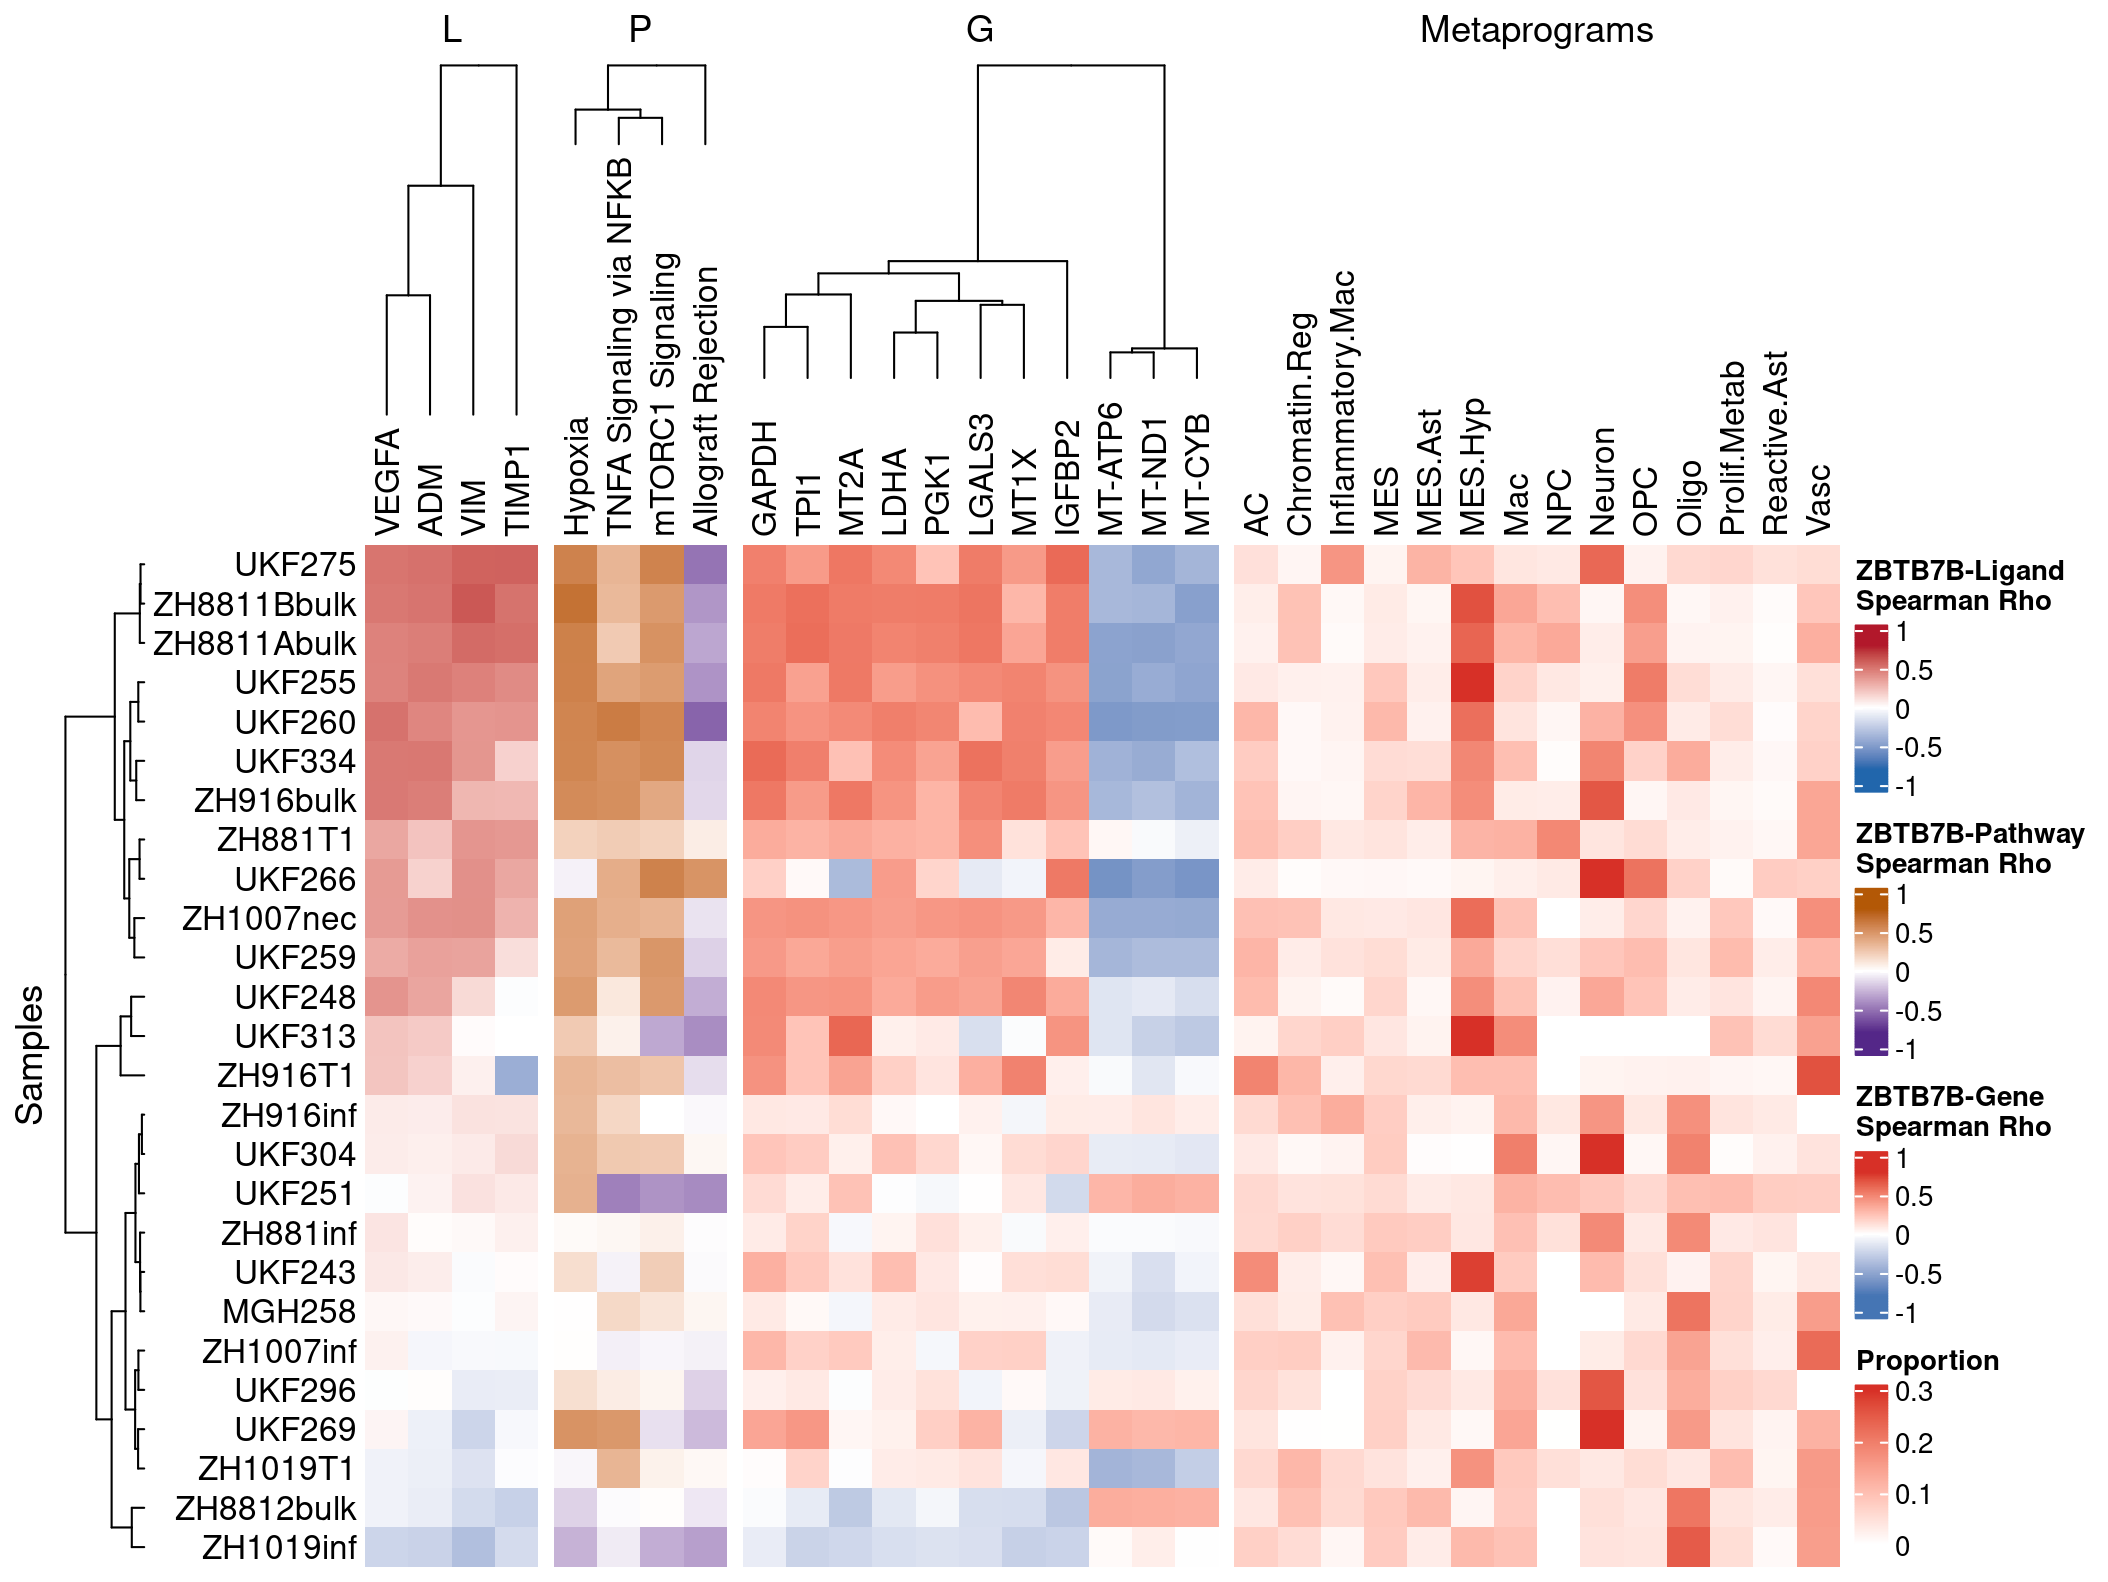 L
P
G
Metaprograms
VEGFA
ADM
VIM
TIMP1
Hypoxia
TNFA Signaling via NFKB
mTORC1 Signaling
Allograft Rejection
GAPDH
TPI1
MT2A
LDHA
PGK1
LGALS3
MT1X
IGFBP2
MT-ATP6
MT-ND1
MT-CYB
AC
Chromatin.Reg
Inflammatory.Mac
MES
MES.Ast
MES.Hyp
Mac
NPC
Neuron
OPC
Oligo
Prolif.Metab
Reactive.Ast
Vasc
Samples
UKF275
ZH8811Bbulk
ZH8811Abulk
UKF255
UKF260
UKF334
ZH916bulk
ZH881T1
UKF266
ZH1007nec
UKF259
UKF248
UKF313
ZH916T1
ZH916inf
UKF304
UKF251
ZH881inf
UKF243
MGH258
ZH1007inf
UKF296
UKF269
ZH1019T1
ZH8812bulk
ZH1019inf
ZBTB7B-Ligand
Spearman Rho
1
0.5
0
-0.5
-1
ZBTB7B-Pathway
Spearman Rho
1
0.5
0
-0.5
-1
ZBTB7B-Gene
Spearman Rho
1
0.5
0
-0.5
-1
Proportion
0.3
0.2
0.1
0